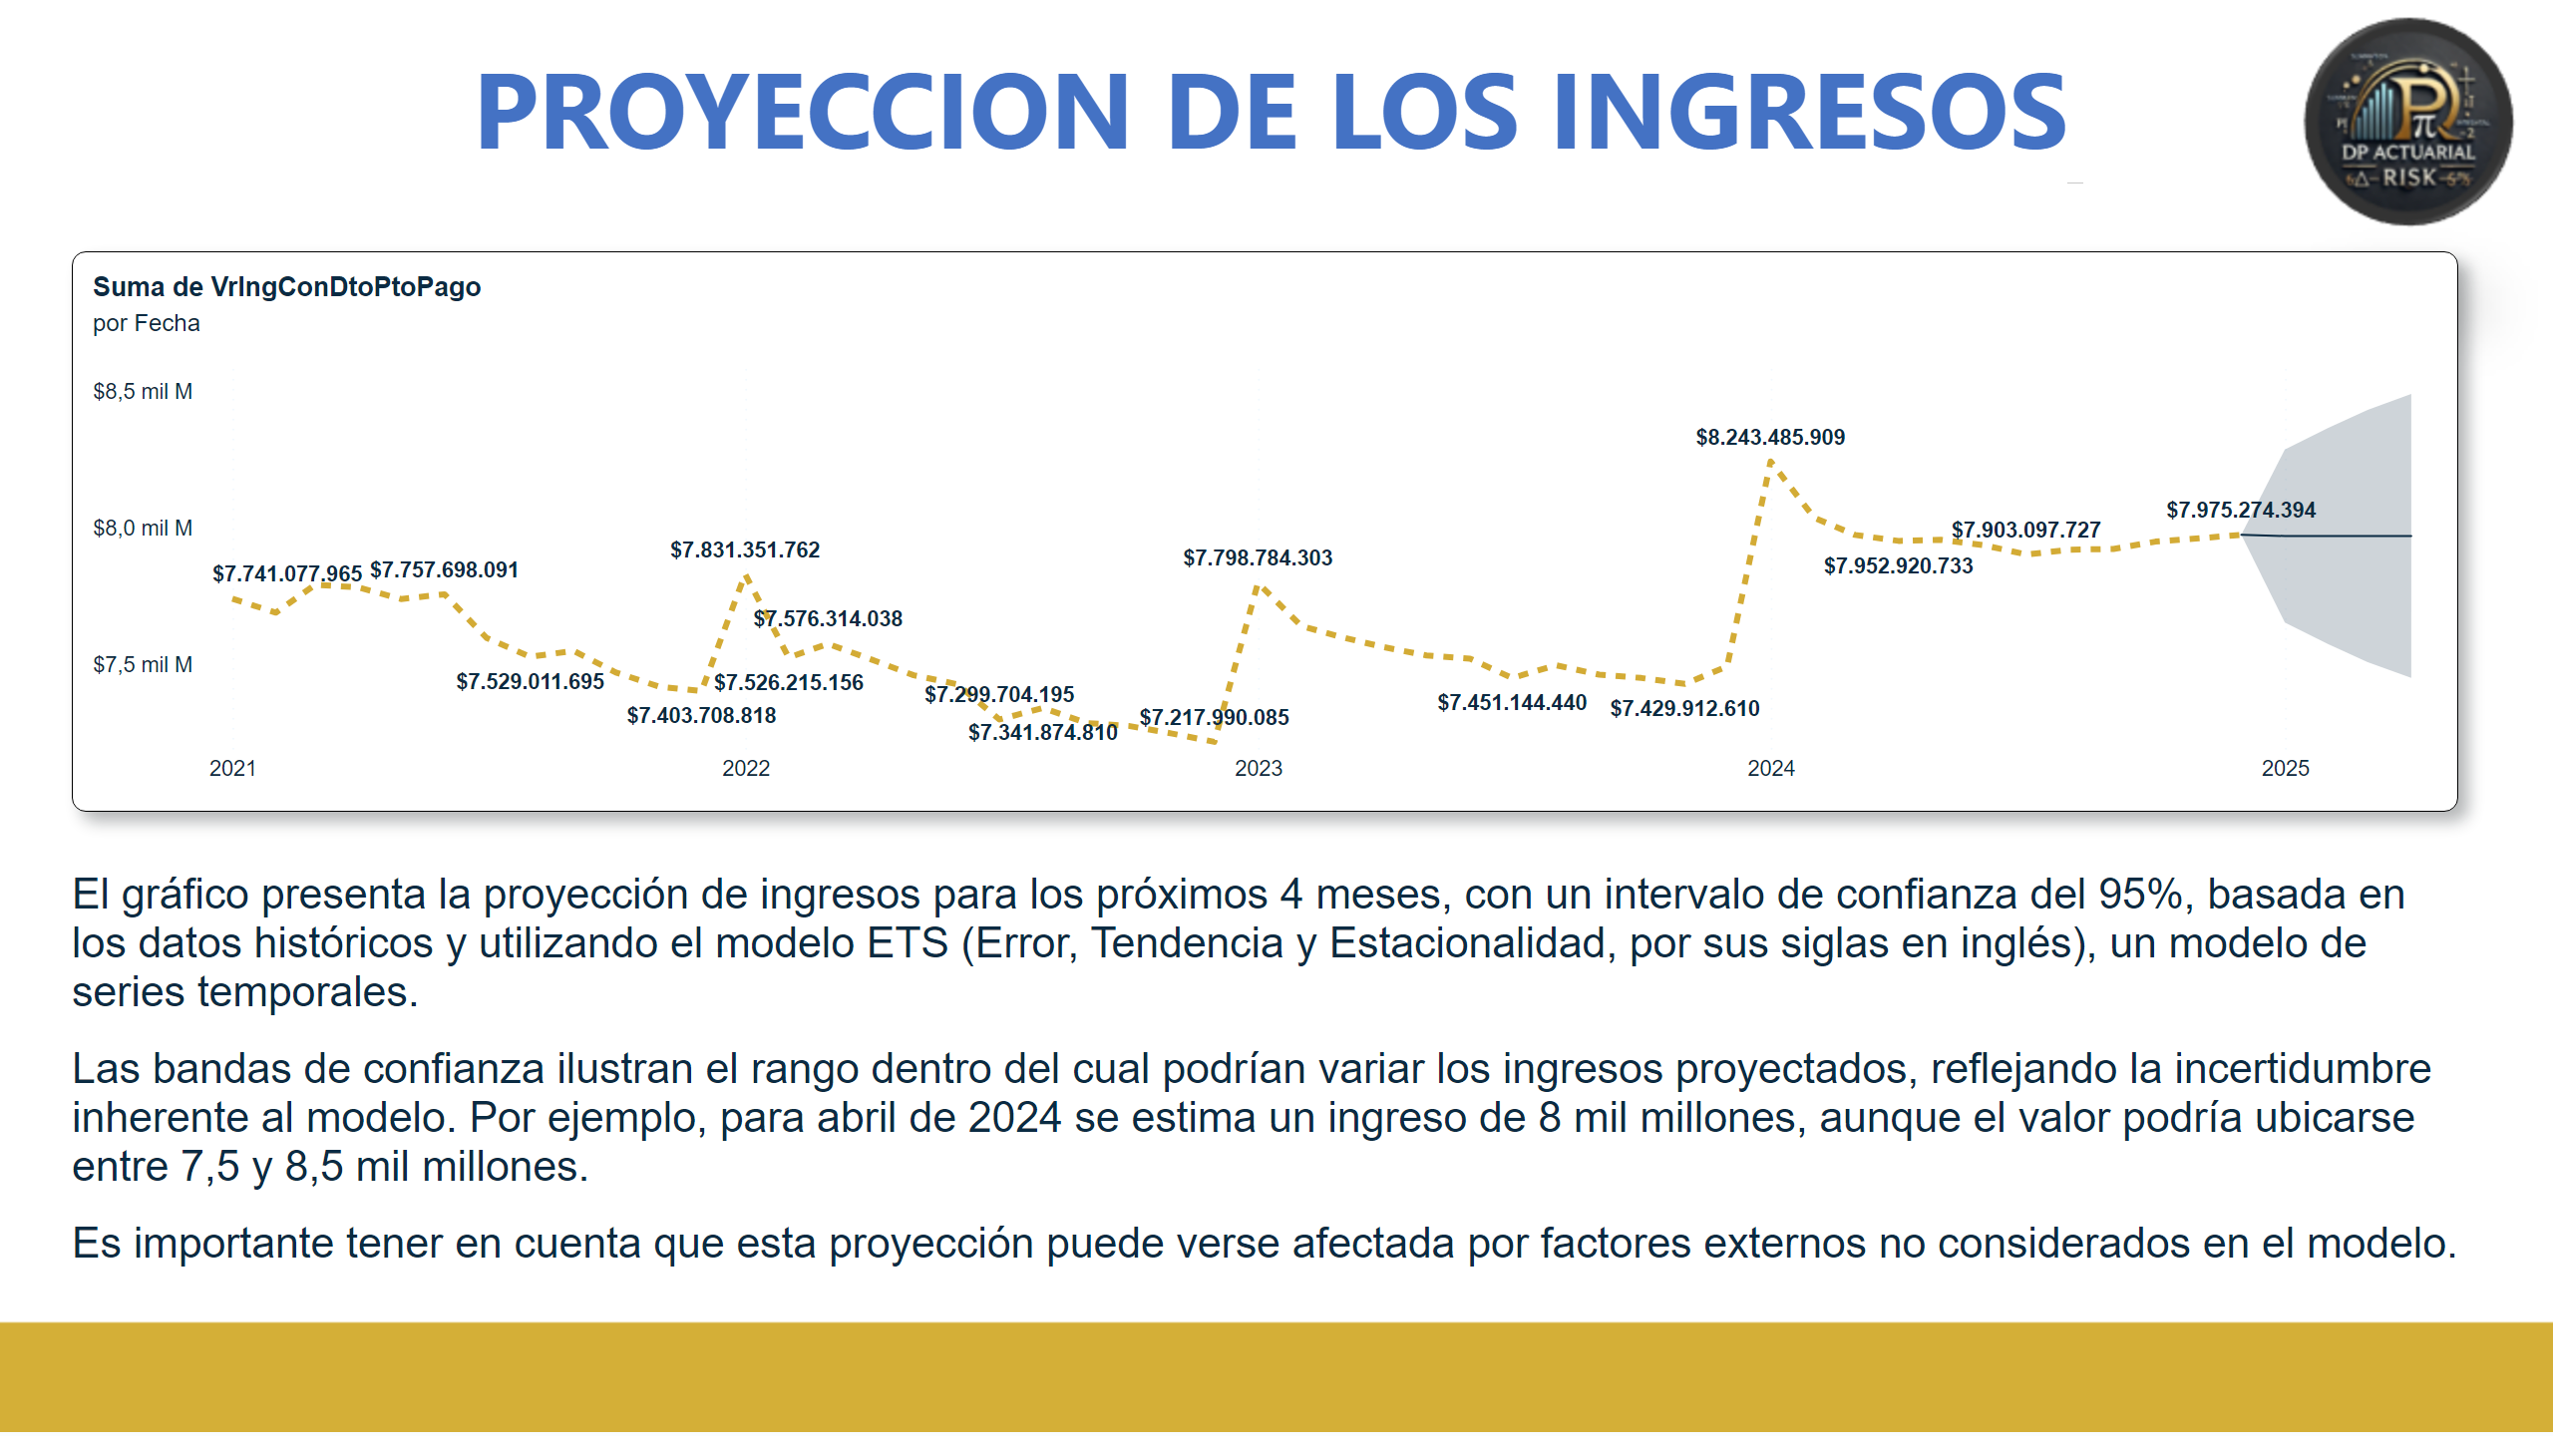 PROYECCION DE LOS INGRESOS
DP ACTUARIAL
RISK
Suma de VrIngConDtoPtoPago
por Fecha
$8,5 mil M
$8,0 mil M
$7,5 mil M
$8.243.485.909
$7.975.274.394
$7.903.097.727
$7.952.920.733
$7.831.351.762
$7.798.784.303
$7.741.077.965
$7.757.698.091
$7.576.314.038
$7.529.011.695
$7.526.215.156
$7.403.708.818
$7.299.704.195
$7.341.874.810
$7.217.990.085
$7.451.144.440
$7.429.912.610
2021
2022
2023
2024
2025
El gráfico presenta la proyección de ingresos para los próximos 4 meses, con un intervalo de confianza del 95%, basada en
los datos históricos y utilizando el modelo ETS (Error, Tendencia y Estacionalidad, por sus siglas en inglés), un modelo de
series temporales.
Las bandas de confianza ilustran el rango dentro del cual podrían variar los ingresos proyectados, reflejando la incertidumbre
inherente al modelo. Por ejemplo, para abril de 2024 se estima un ingreso de 8 mil millones, aunque el valor podría ubicarse
entre 7,5 y 8,5 mil millones.
Es importante tener en cuenta que esta proyección puede verse afectada por factores externos no considerados en el modelo.